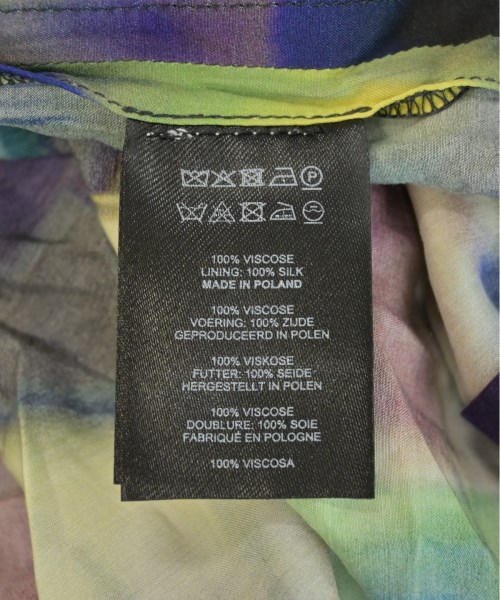 P
100% VISCOSE
LINING: 100% SILK
MADE IN POLAND
100% VISCOSE
VOERING: 100% ZIJDE
GEPRODUCEERD IN POLEN
100% VISKOSE
FUTTER: 100% SEIDE
HERGESTELLT IN POLEN
100% VISCOSE
DOUBLURE: 100% SOIE
FABRIQUÉ EN POLOGNE
100% VISCOSA